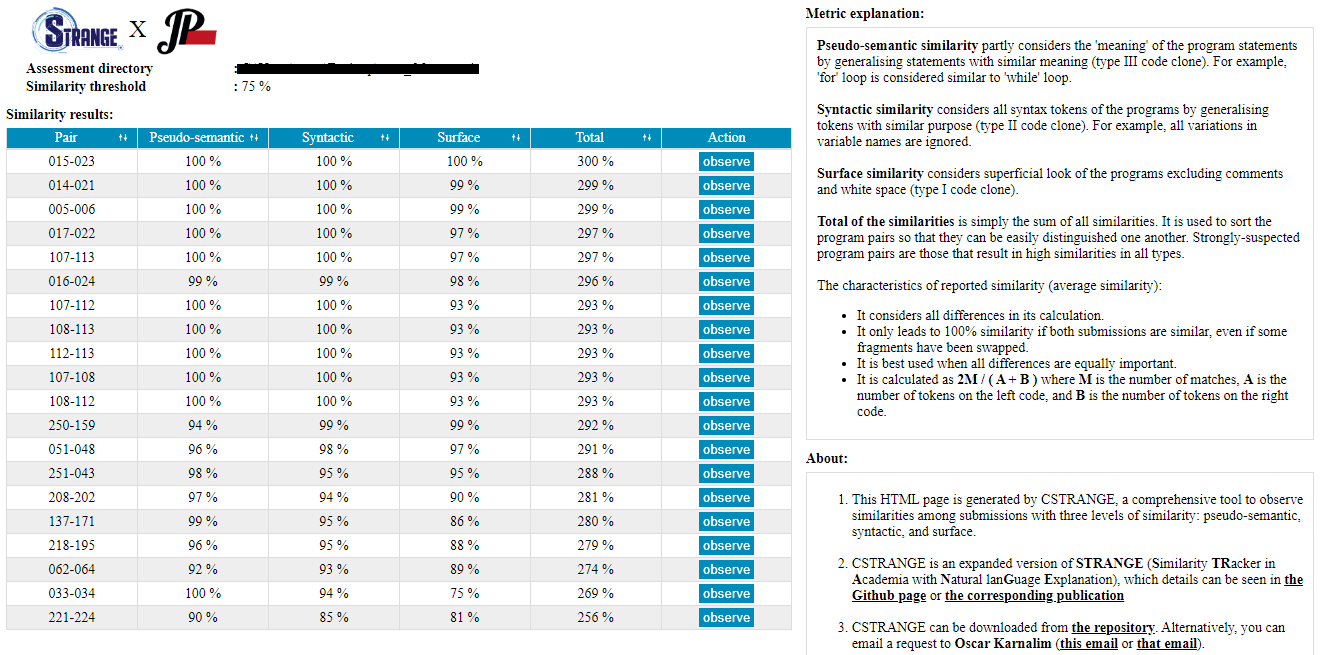 STRANGE X JP
Assessment directory :
Similarity threshold : 75 %
Similarity results:
Pair Pseudo-semantic Syntactic Surface Total Action
015-023 100 % 100 % 100 % 300 % observe
014-021 100 % 100 % 99 % 299 % observe
005-006 100 % 100 % 99 % 299 % observe
017-022 100 % 100 % 97 % 297 % observe
107-113 100 % 100 % 97 % 297 % observe
016-024 99 % 99 % 98 % 296 % observe
107-112 100 % 100 % 93 % 293 % observe
108-113 100 % 100 % 93 % 293 % observe
112-113 100 % 100 % 93 % 293 % observe
107-108 100 % 100 % 93 % 293 % observe
108-112 100 % 100 % 93 % 293 % observe
250-159 94 % 99 % 99 % 292 % observe
051-048 96 % 98 % 97 % 291 % observe
251-043 98 % 95 % 95 % 288 % observe
208-202 97 % 94 % 90 % 281 % observe
137-171 99 % 95 % 86 % 280 % observe
218-195 96 % 95 % 88 % 279 % observe
062-064 92 % 93 % 89 % 274 % observe
033-034 100 % 94 % 75 % 269 % observe
221-224 90 % 85 % 81 % 256 % observe
Metric explanation:
Pseudo-semantic similarity partly considers the 'meaning' of the program statements
by generalising statements with similar meaning (type III code clone). For example,
'for' loop is considered similar to 'while' loop.
Syntactic similarity considers all syntax tokens of the programs by generalising
tokens with similar purpose (type II code clone). For example, all variations in
variable names are ignored.
Surface similarity considers superficial look of the programs excluding comments
and white space (type I code clone).
Total of the similarities is simply the sum of all similarities. It is used to sort the
program pairs so that they can be easily distinguished one another. Strongly-suspected
program pairs are those that result in high similarities in all types.
The characteristics of reported similarity (average similarity):
• It considers all differences in its calculation.
• It only leads to 100% similarity if both submissions are similar, even if some
fragments have been swapped.
• It is best used when all differences are equally important.
• It is calculated as 2M / ( A + B ) where M is the number of matches, A is the
number of tokens on the left code, and B is the number of tokens on the right
code.
About:
1. This HTML page is generated by CSTRANGE, a comprehensive tool to observe
similarities among submissions with three levels of similarity: pseudo-semantic,
syntactic, and surface.
2. CSTRANGE is an expanded version of STRANGE (Similarity TRacker in
Academia with Natural lanGuage Explanation), which details can be seen in the
Github page or the corresponding publication
3. CSTRANGE can be downloaded from the repository. Alternatively, you can
email a request to Oscar Karnalim (this email or that email).